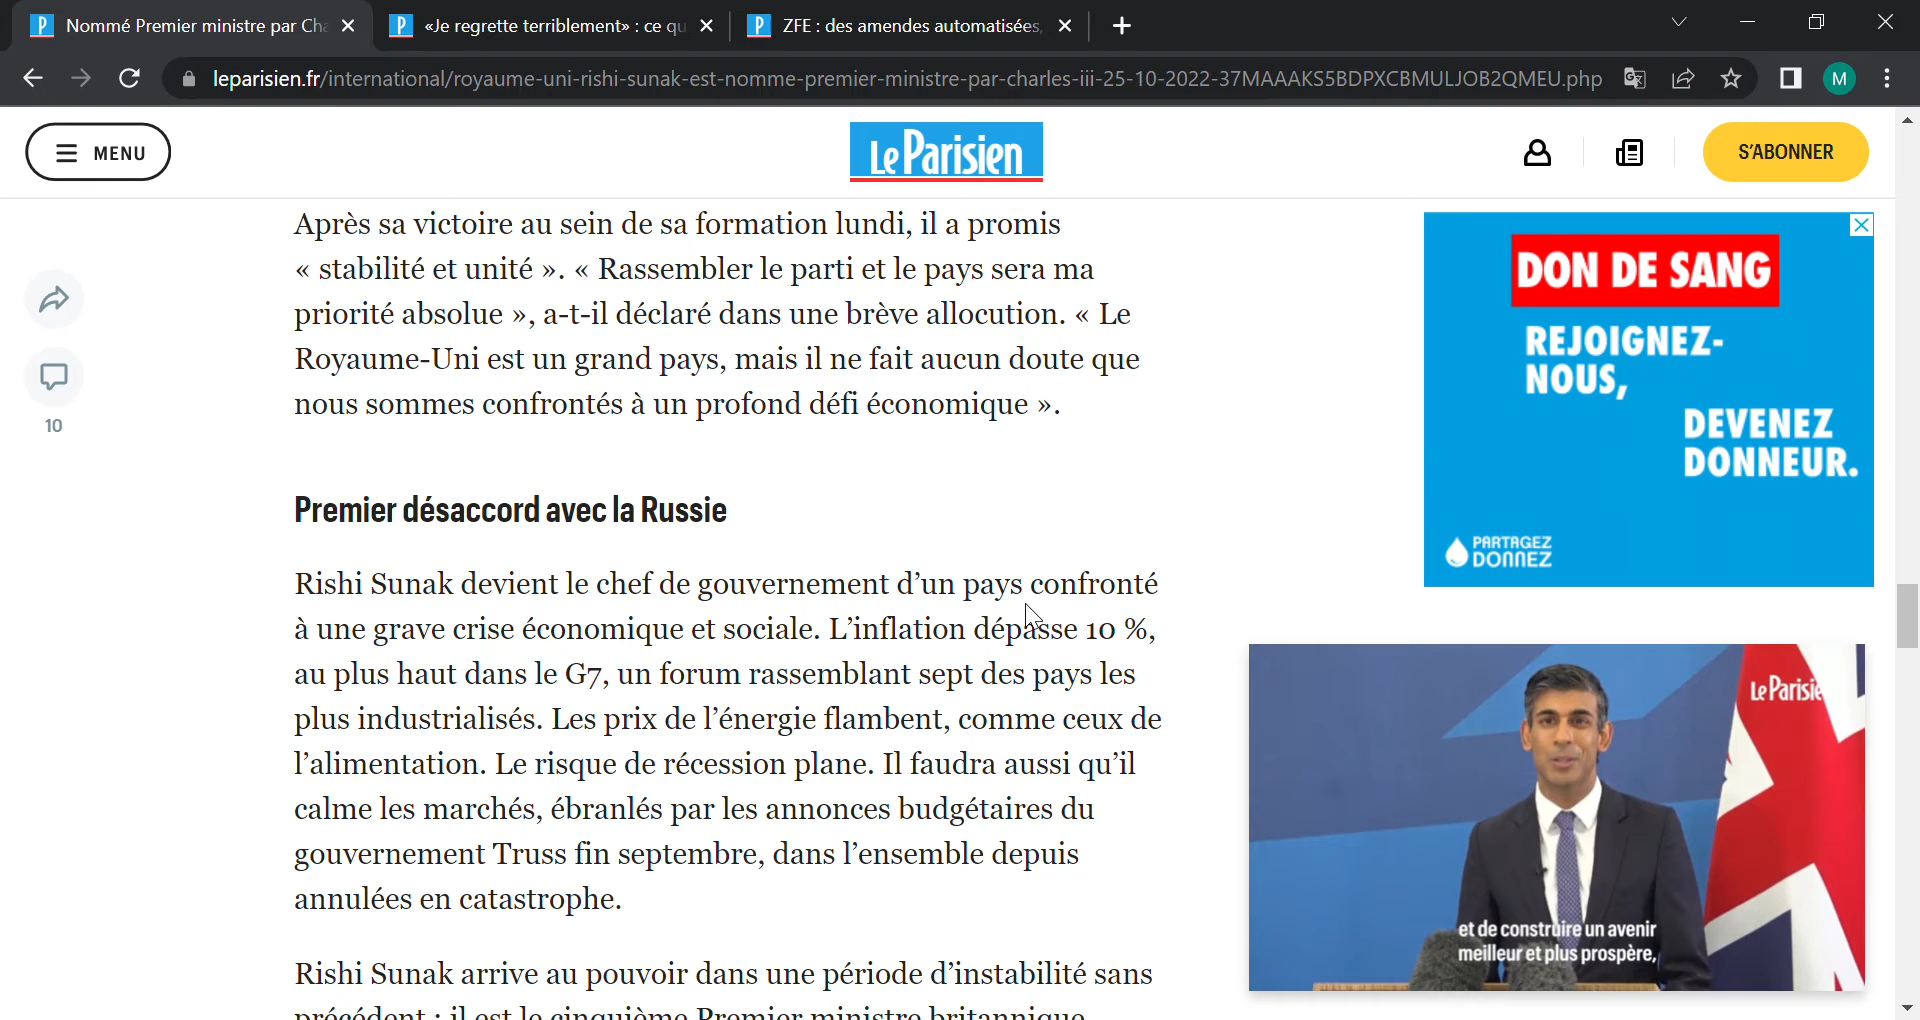 Nommé Premier ministre par Cha
«Je regrette terriblement» : ce qu
ZFE : des amendes automatisées,
leparisien.fr/international/royaume-uni-rishi-sunak-est-nomme-premier-ministre-par-charles-iii-25-10-2022-37MAAAKS5BDPXCBMULJOB2QMEU.php
M
MENU
Le Parisien
S'ABONNER
Après sa victoire au sein de sa formation lundi, il a promis
« stabilité et unité ». « Rassembler le parti et le pays sera ma
priorité absolue », a-t-il déclaré dans une brève allocution. « Le
Royaume-Uni est un grand pays, mais il ne fait aucun doute que
nous sommes confrontés à un profond défi économique ».
10
Premier désaccord avec la Russie
Rishi Sunak devient le chef de gouvernement d’un pays confronté
à une grave crise économique et sociale. L’inflation dépasse 10 %,
au plus haut dans le G7, un forum rassemblant sept des pays les
plus industrialisés. Les prix de l’énergie flambent, comme ceux de
l’alimentation. Le risque de récession plane. Il faudra aussi qu’il
calme les marchés, ébranlés par les annonces budgétaires du
gouvernement Truss fin septembre, dans l’ensemble depuis
annulées en catastrophe.
Rishi Sunak arrive au pouvoir dans une période d’instabilité sans
précédent : il est le cinquième Premier ministre britannique
DON DE SANG
REJOIGNEZ-
NOUS,
DEVENEZ
DONNEUR.
PARTAGEZ
DONNEZ
Le Parisie
et de construire un avenir
meilleur et plus prospère,